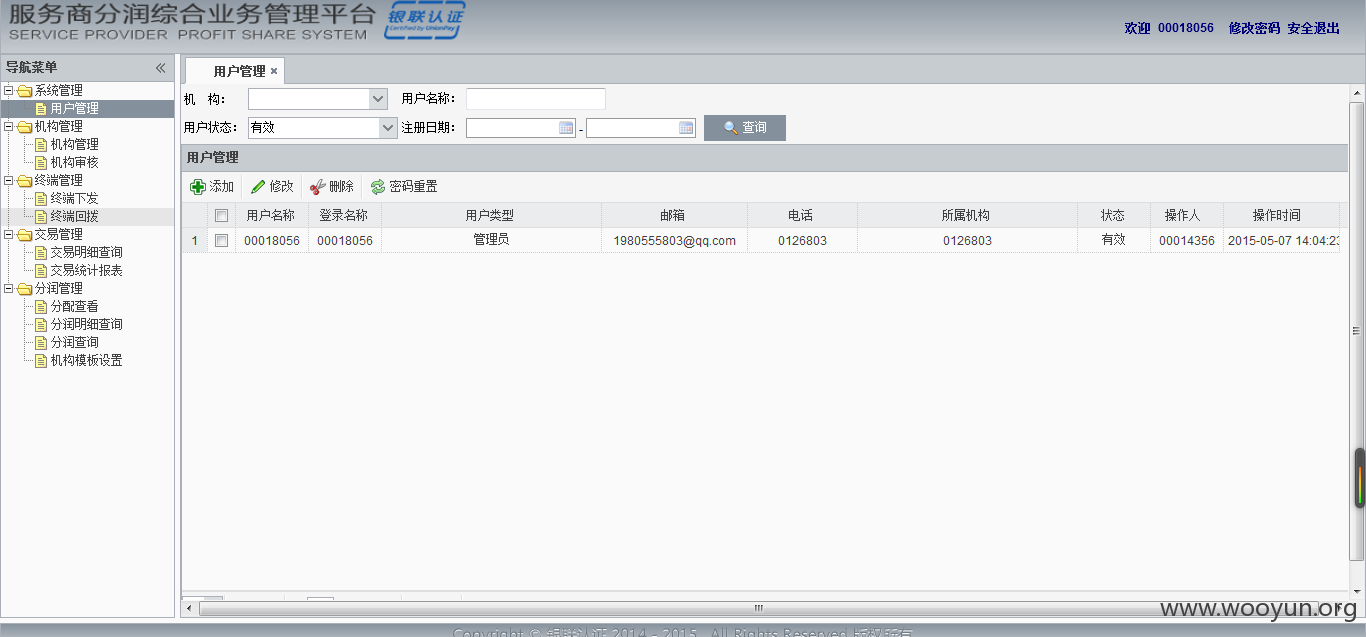 服务商分润综合业务管理平台 银联认证
SERVICE PROVIDER PROFIT SHARE SYSTEM Certified by UnionPay
欢迎 00018056 修改密码 安全退出
导航菜单
系统管理
用户管理
机构管理
机构管理
机构审核
终端管理
终端下发
终端回拨
交易管理
交易明细查询
交易统计报表
分润管理
分配查看
分润明细查询
分润查询
机构模板设置
用户管理
机 构： 用户名称：
用户状态： 有效 注册日期： - 查询
用户管理
添加 修改 删除 密码重置
用户名称 登录名称 用户类型 邮箱 电话 所属机构 状态 操作人 操作时间
1 00018056 00018056 管理员 1980555803@qq.com 0126803 0126803 有效 00014356 2015-05-07 14:04:23
www.wooyun.org
Copyright © 银联认证 2014 - 2015 . All Rights Reserved 版权所有